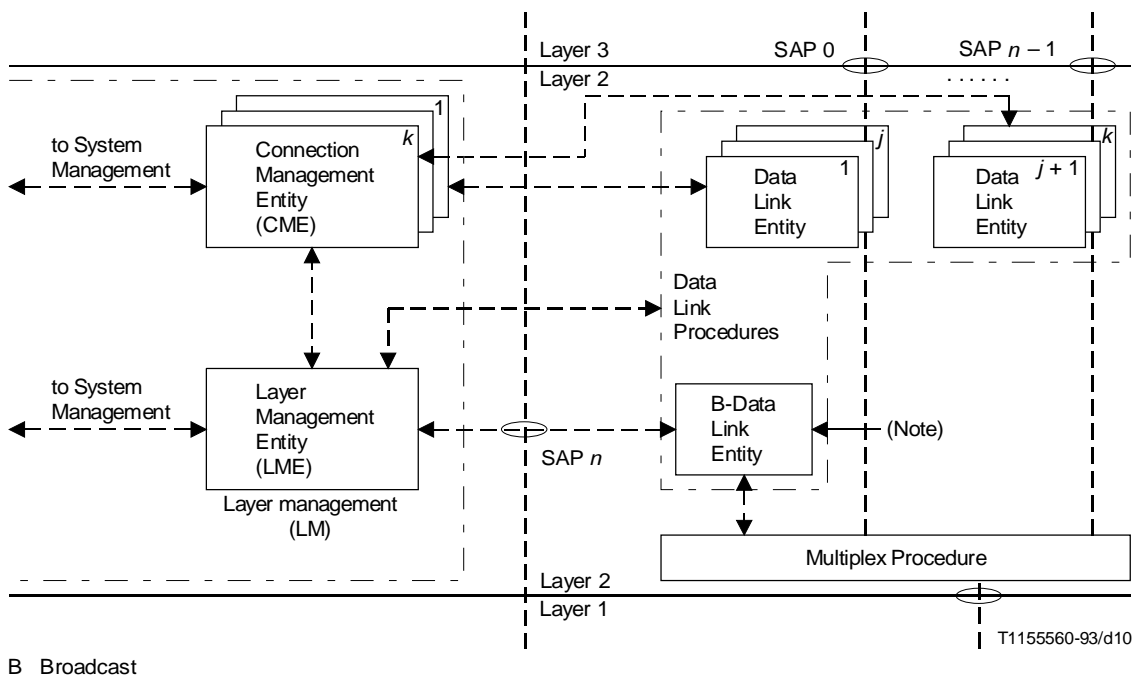 Layer 3
SAP 0
SAP n – 1
Layer 2
. . . . . .
1
k
to System
Management
Connection
Management
Entity
(CME)
j
1
Data
Link
Entity
k
j + 1
Data
Link
Entity
Data
Link
Procedures
to System
Management
Layer
Management
Entity
(LME)
B-Data
Link
Entity
(Note)
SAP n
Layer management
(LM)
Multiplex Procedure
Layer 2
Layer 1
T1155560-93/d10
B Broadcast